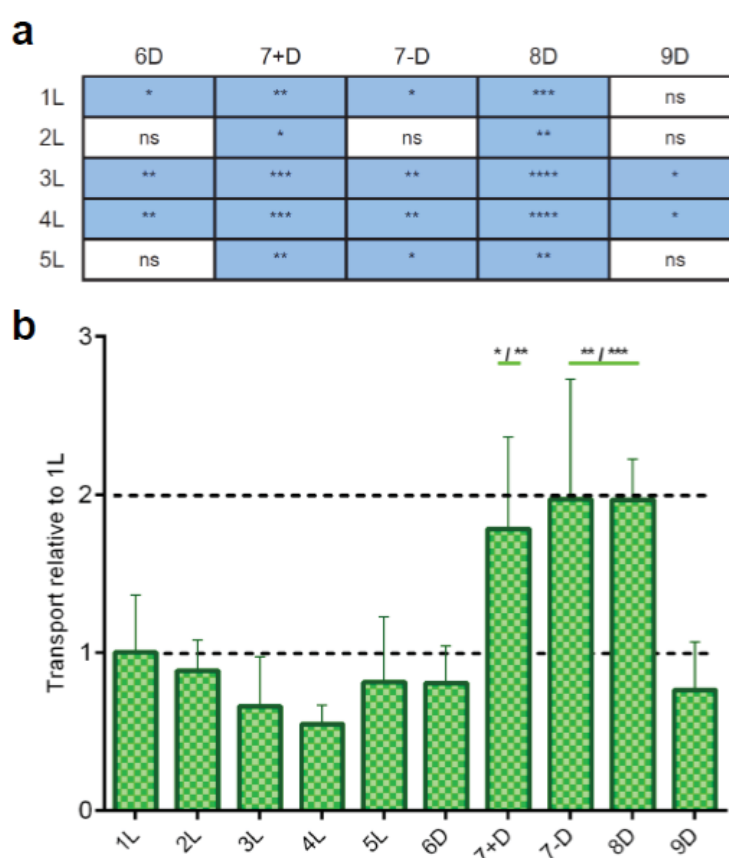 a
6D 7+D 7-D 8D 9D
1L * ** * *** ns
2L ns * ns ** ns
3L ** *** ** **** *
4L ** *** ** **** *
5L ns ** * ** ns
b
Transport relative to 1L
3
* / ** ** / ***
2
1
0
1L 2L 3L 4L 5L 6D 7+D 7-D 8D 9D